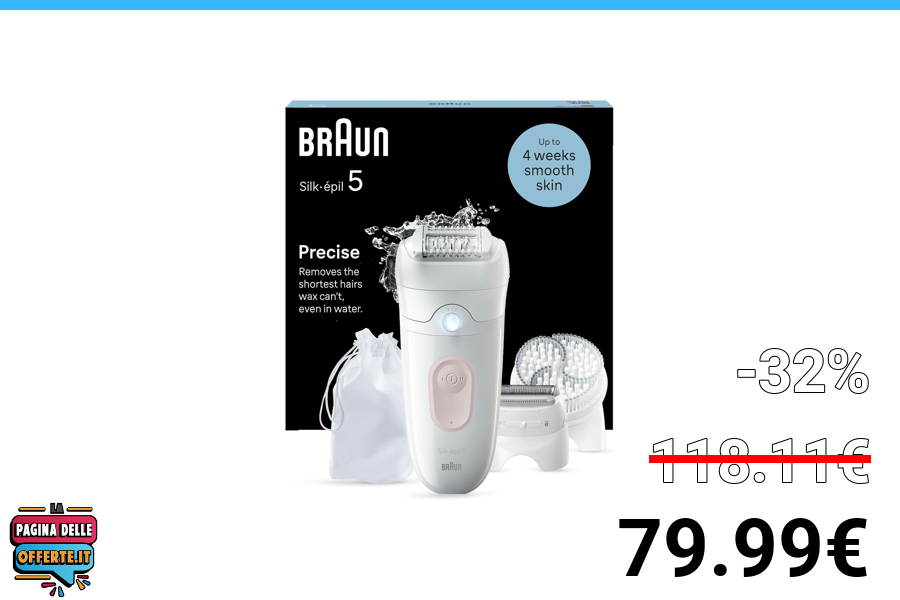 BRAUN
Silk·épil 5
Up to
4 weeks
smooth
skin
Precise
Removes the
shortest hairs
wax can't,
even in water.
BRAUN
-32%
118.11€
79.99€
LA
PAGINA DELLE
OFFERTE.IT